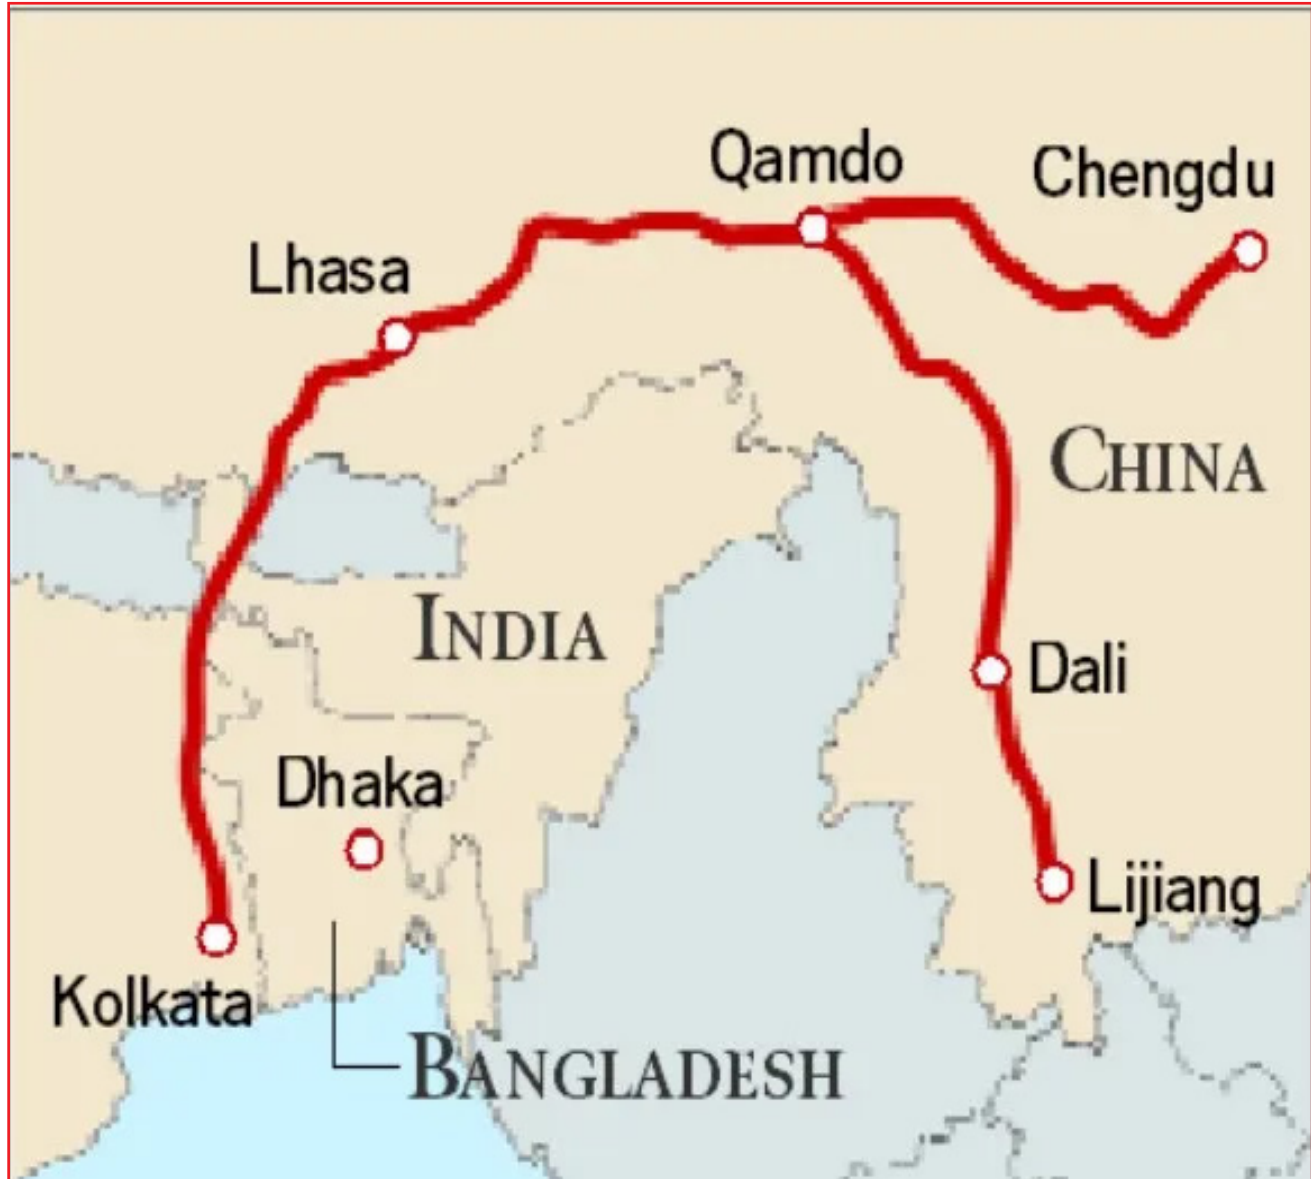 Qamdo
Chengdu
Lhasa
CHINA
INDIA
Dali
Dhaka
Lijiang
Kolkata
BANGLADESH